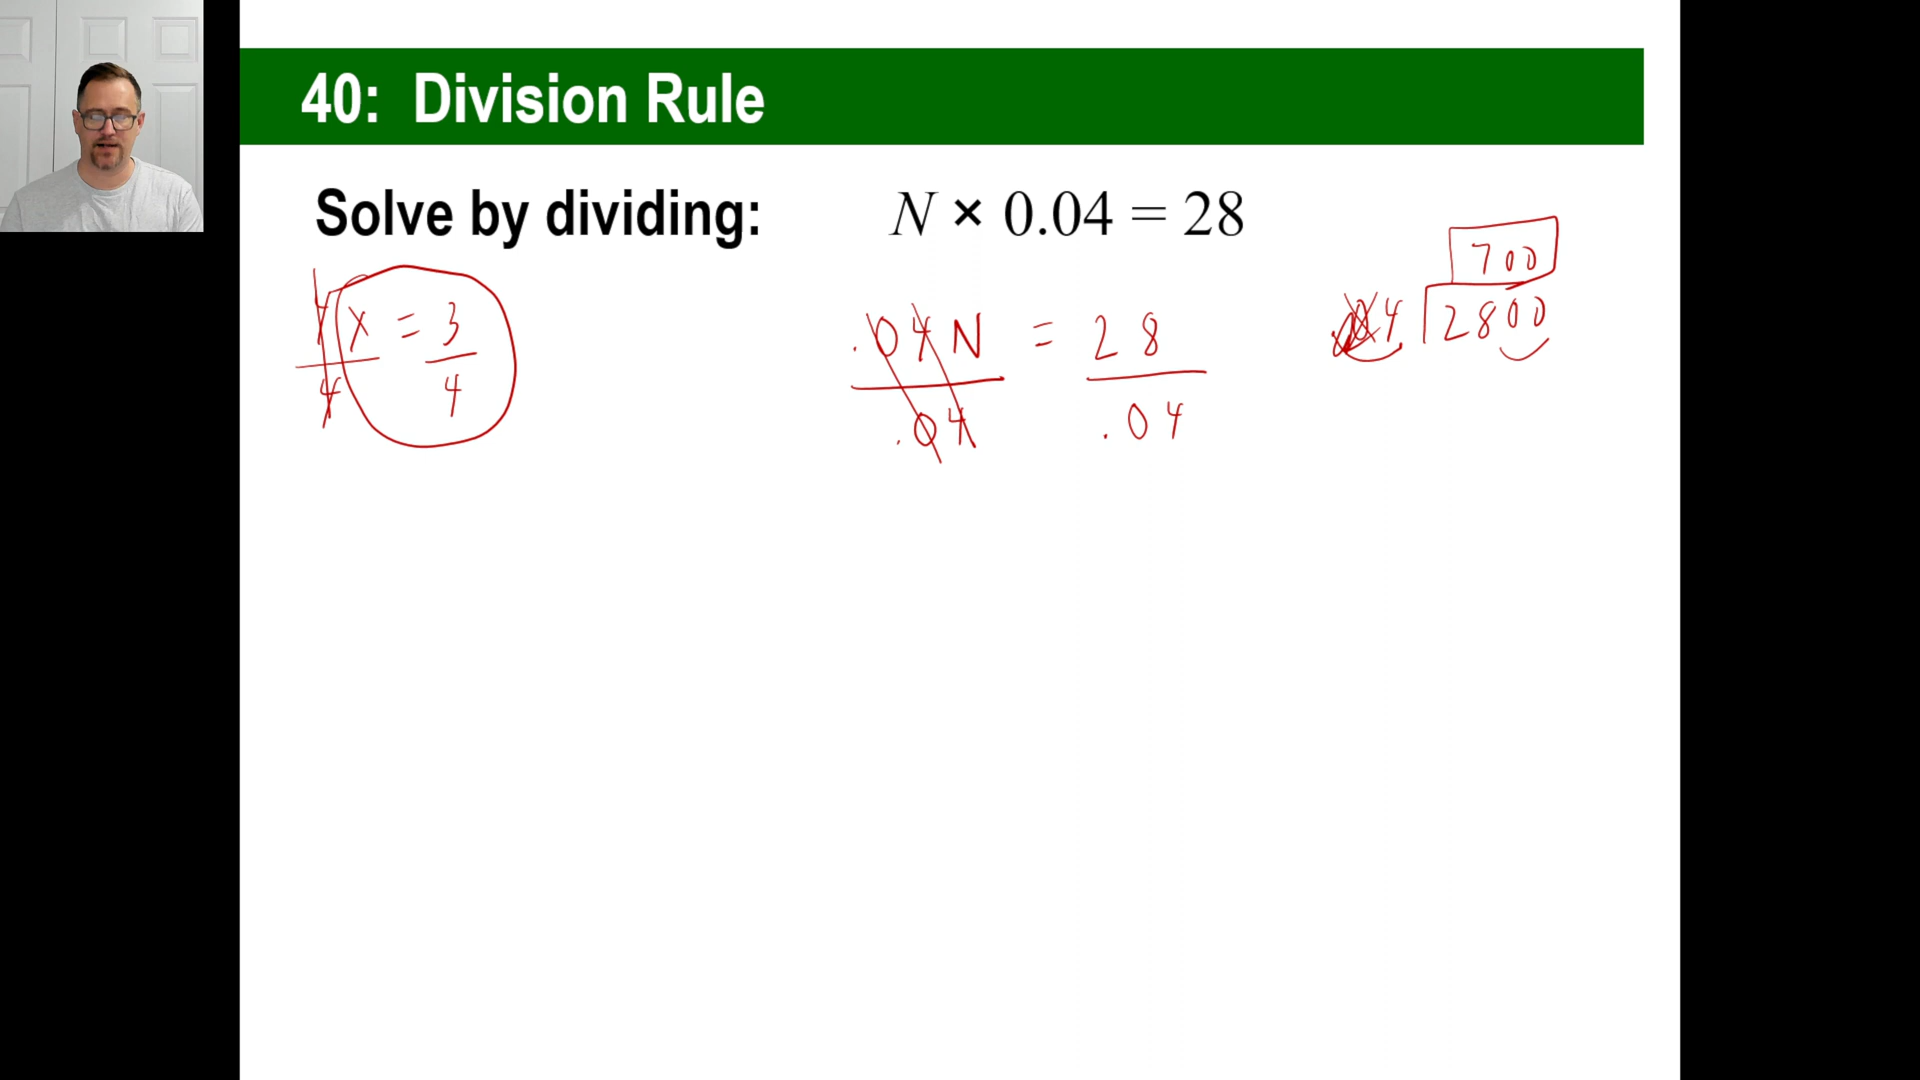 40: Division Rule
Solve by dividing: N × 0.04 = 28
4x = 3
4 4
.04N = 28
.04 .04
700
.04 2800